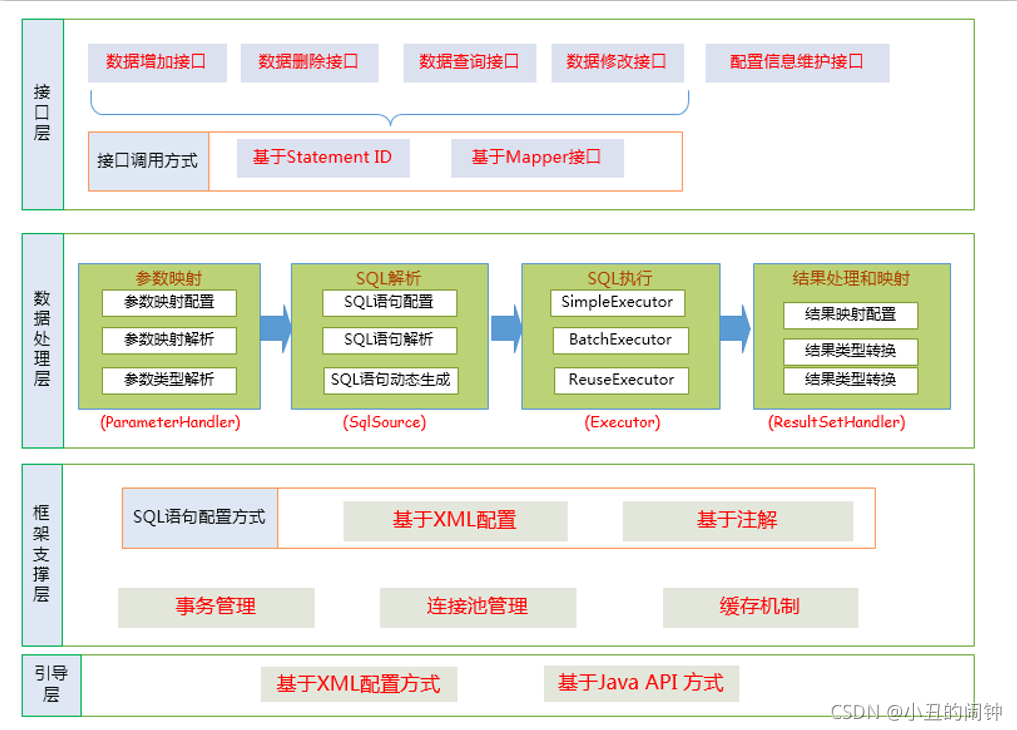 接口层
数据增加接口
数据删除接口
数据查询接口
数据修改接口
配置信息维护接口
接口调用方式
基于Statement ID
基于Mapper接口
数据处理层
参数映射
参数映射配置
参数映射解析
参数类型解析
(ParameterHandler)
SQL解析
SQL语句配置
SQL语句解析
SQL语句动态生成
(SqlSource)
SQL执行
SimpleExecutor
BatchExecutor
ReuseExecutor
(Executor)
结果处理和映射
结果映射配置
结果类型转换
结果类型转换
(ResultSetHandler)
框架支撑层
SQL语句配置方式
基于XML配置
基于注解
事务管理
连接池管理
缓存机制
引导
层
基于XML配置方式
基于Java API 方式
CSDN @小丑的闹钟